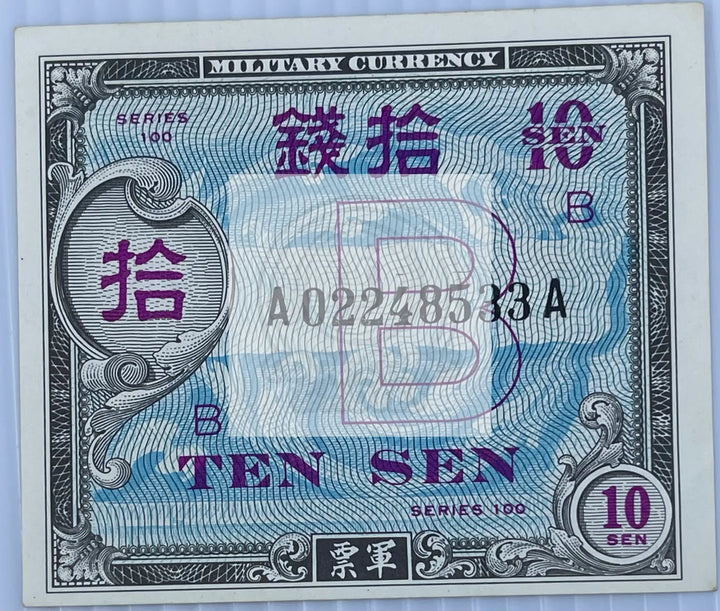 MILITARY CURRENCY
SERIES
100
錢拾
10
SEN
B
拾
B
A02248533A
B
TEN SEN
SERIES 100
10
SEN
票軍